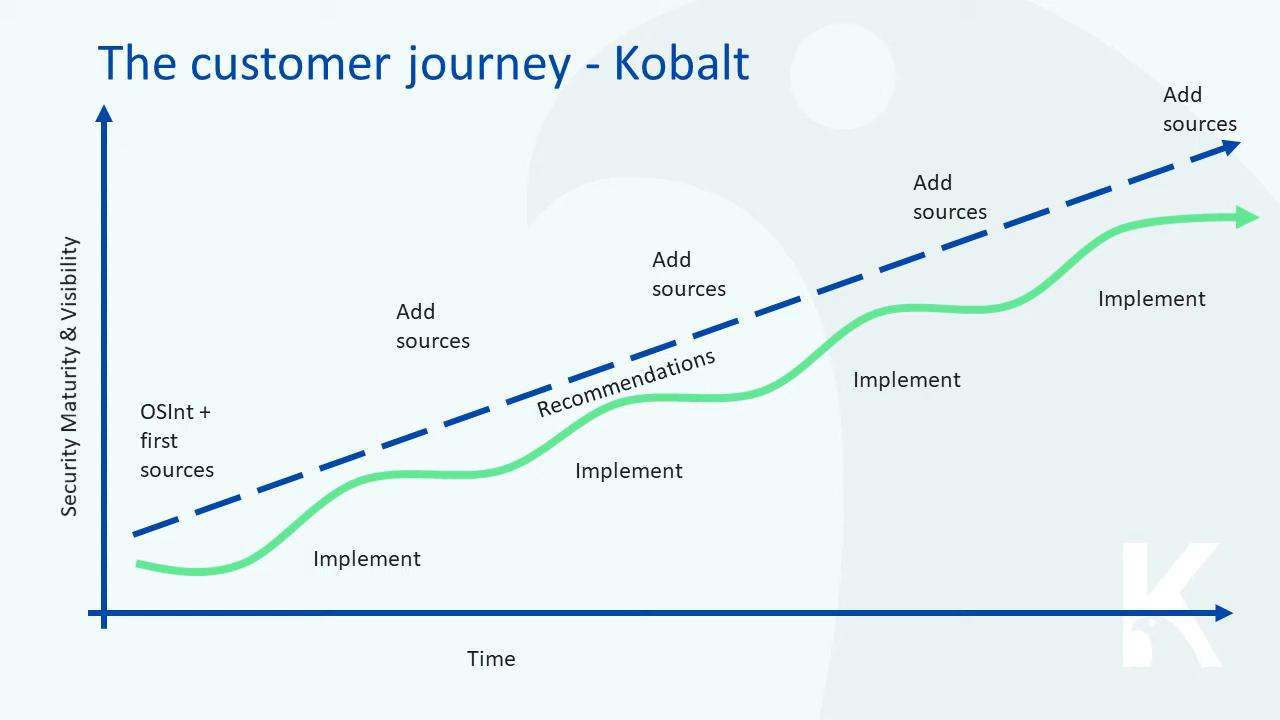 The customer journey - Kobalt
Add
sources
Add
sources
Add
sources
Add
sources
OSInt +
first
sources
Recommendations
Implement
Implement
Implement
Implement
Security Maturity & Visibility
Time
K